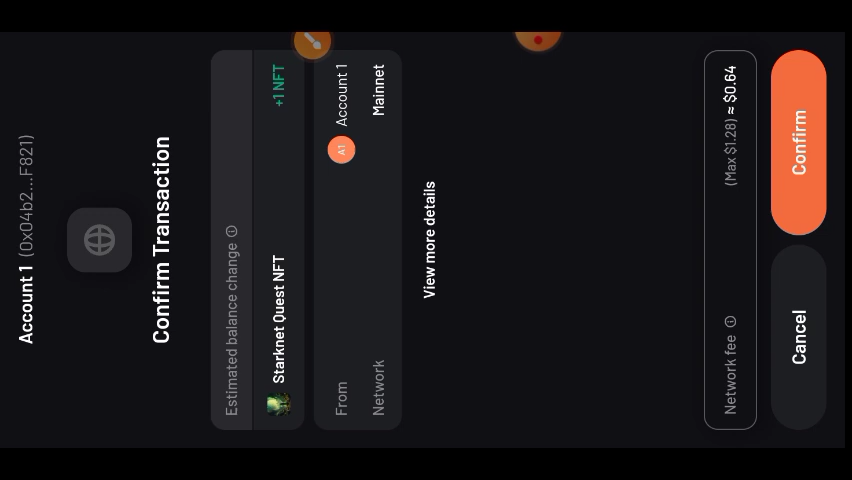 Account 1 (0x04b2...F821)
Confirm Transaction
Estimated balance change
Starknet Quest NFT +1 NFT
From A1 Account 1
Network Mainnet
View more details
Network fee (Max $1.28) ≈ $0.64
Cancel Confirm